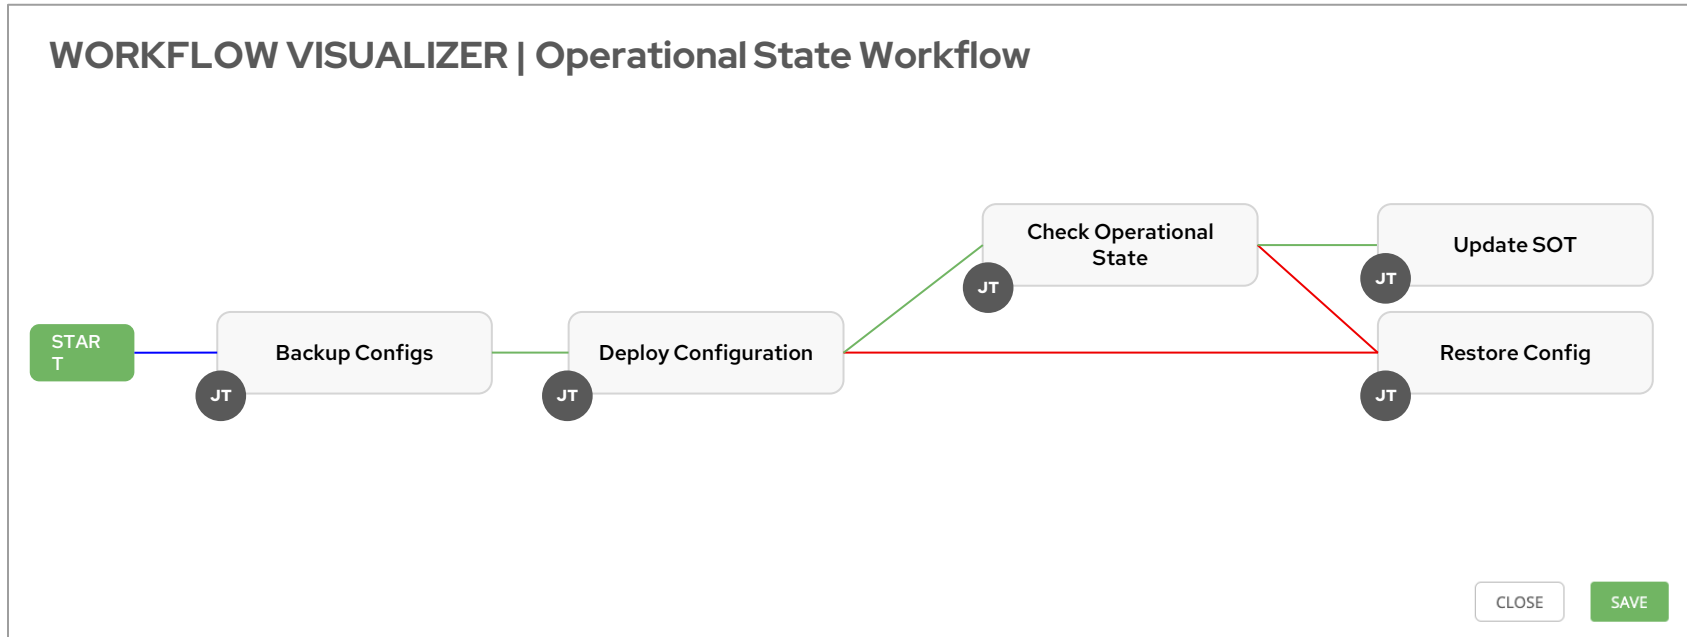 WORKFLOW VISUALIZER | Operational State Workflow
STAR
T
Backup Configs
JT
Deploy Configuration
JT
Check Operational
State
JT
Update SOT
JT
Restore Config
JT
CLOSE
SAVE